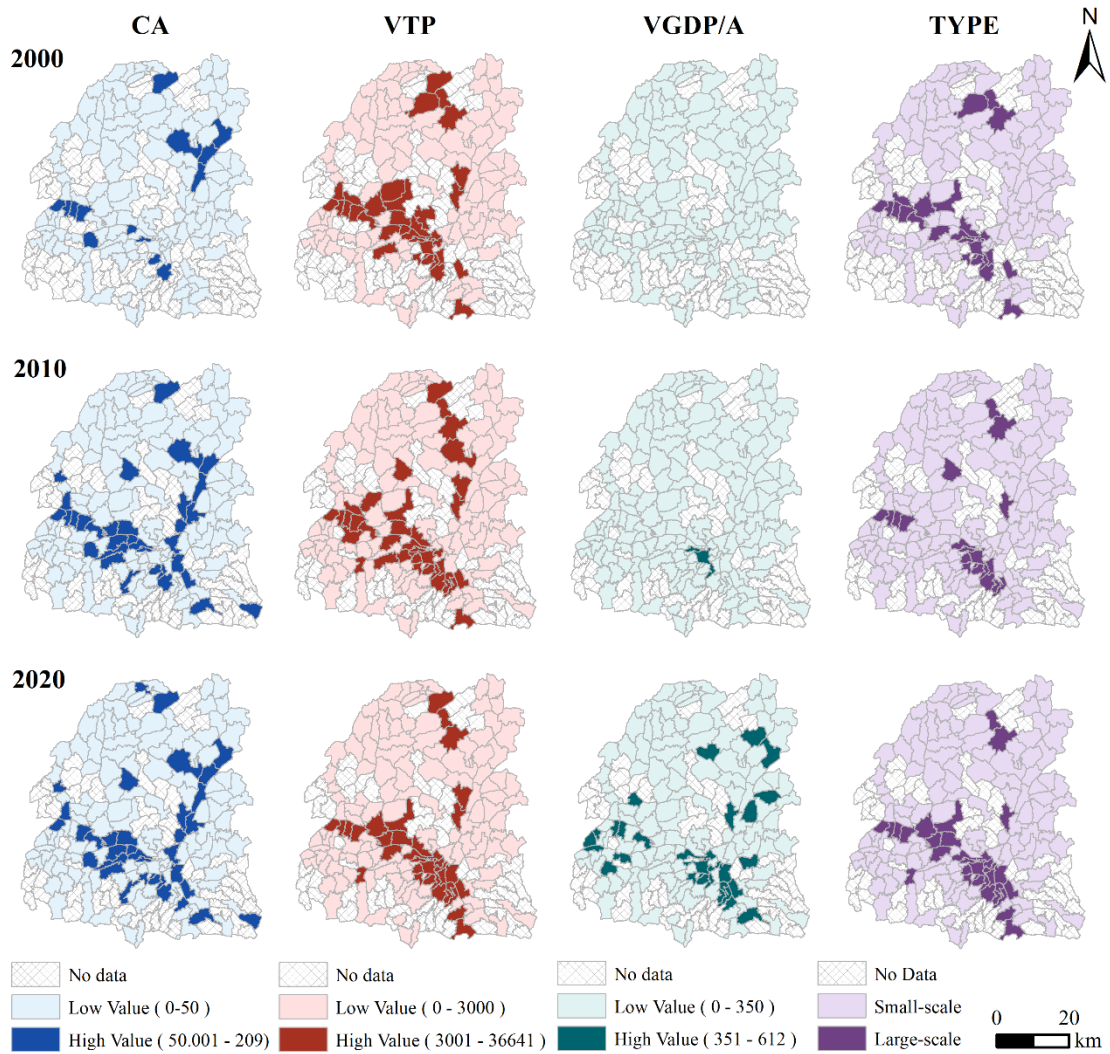 CA VTP VGDP/A TYPE N
2000
2010
2020
No data No data No data No Data
Low Value ( 0-50 ) Low Value ( 0 - 3000 ) Low Value ( 0 - 350 ) Small-scale 0 20
High Value ( 50.001 - 209 ) High Value ( 3001 - 36641 ) High Value ( 351 - 612 ) Large-scale km